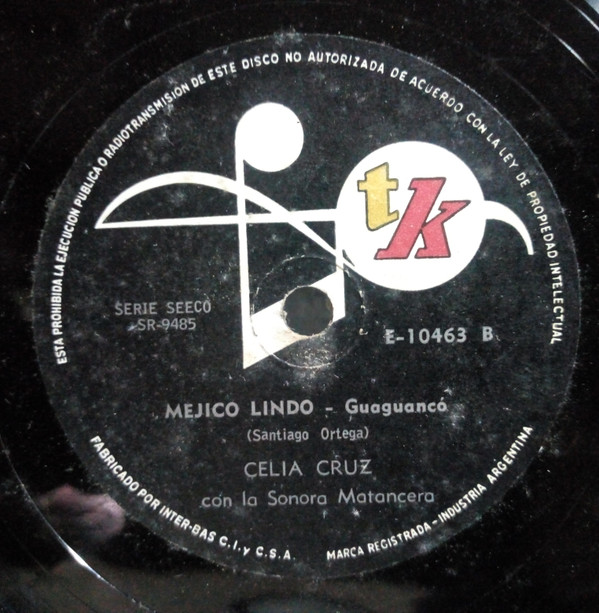 ESTA PROHIBIDA LA EJECUCION PUBLICA O RADIOTRANSMISION DE ESTE DISCO NO AUTORIZADA DE ACUERDO CON LA LEY DE PROPIEDAD INTELECTUAL
tk
SERIE SEECO
SR-9485
E-10463 B
MEJICO LINDO - Guaguancó
(Santiago Ortega)
CELIA CRUZ
con la Sonora Matancera
FABRICADO POR INTER-BAS C.I. y C.S.A.
MARCA REGISTRADA - INDUSTRIA ARGENTINA